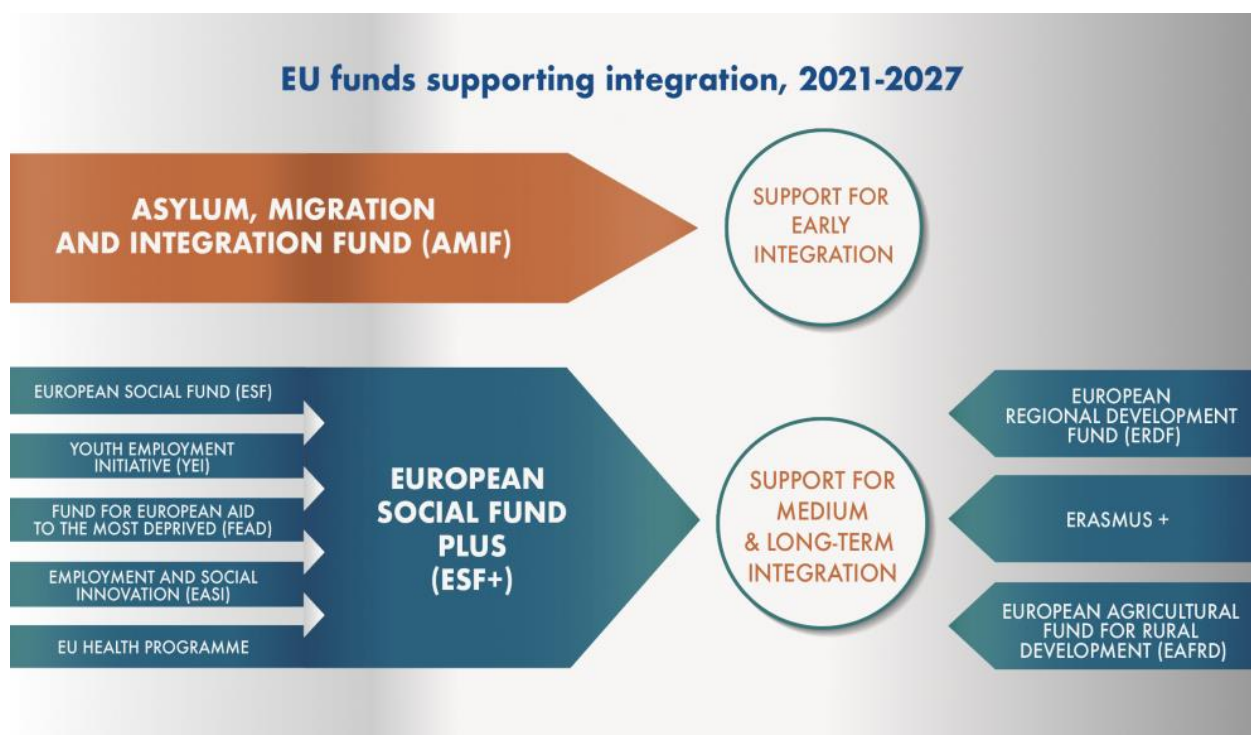 EU funds supporting integration, 2021-2027
ASYLUM, MIGRATION
AND INTEGRATION FUND (AMIF)
SUPPORT FOR
EARLY
INTEGRATION
EUROPEAN SOCIAL FUND (ESF)
YOUTH EMPLOYMENT
INITIATIVE (YEI)
FUND FOR EUROPEAN AID
TO THE MOST DEPRIVED (FEAD)
EMPLOYMENT AND SOCIAL
INNOVATION (EASI)
EU HEALTH PROGRAMME
EUROPEAN
SOCIAL FUND
PLUS
(ESF+)
SUPPORT FOR
MEDIUM
& LONG-TERM
INTEGRATION
EUROPEAN
REGIONAL DEVELOPMENT
FUND (ERDF)
ERASMUS +
EUROPEAN AGRICULTURAL
FUND FOR RURAL
DEVELOPMENT (EAFRD)